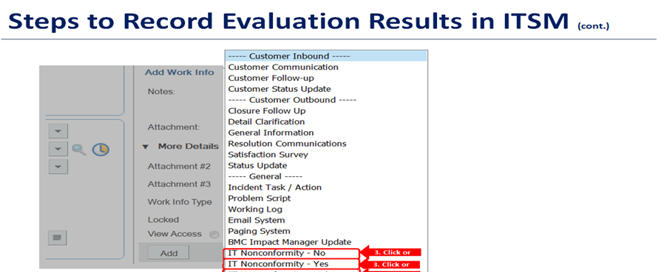 Steps to Record Evaluation Results in ITSM (cont.)
Add Work Info
Notes:
Attachment:
More Details
Attachment #2
Attachment #3
Work Info Type
Locked
View Access
Add
----- Customer Inbound -----
Customer Communication
Customer Follow-up
Customer Status Update
----- Customer Outbound -----
Closure Follow Up
Detail Clarification
General Information
Resolution Communications
Satisfaction Survey
Status Update
----- General -----
Incident Task / Action
Problem Script
Working Log
Email System
Paging System
BMC Impact Manager Update
IT Nonconformity - No
3. Click or
IT Nonconformity - Yes
3. Click or